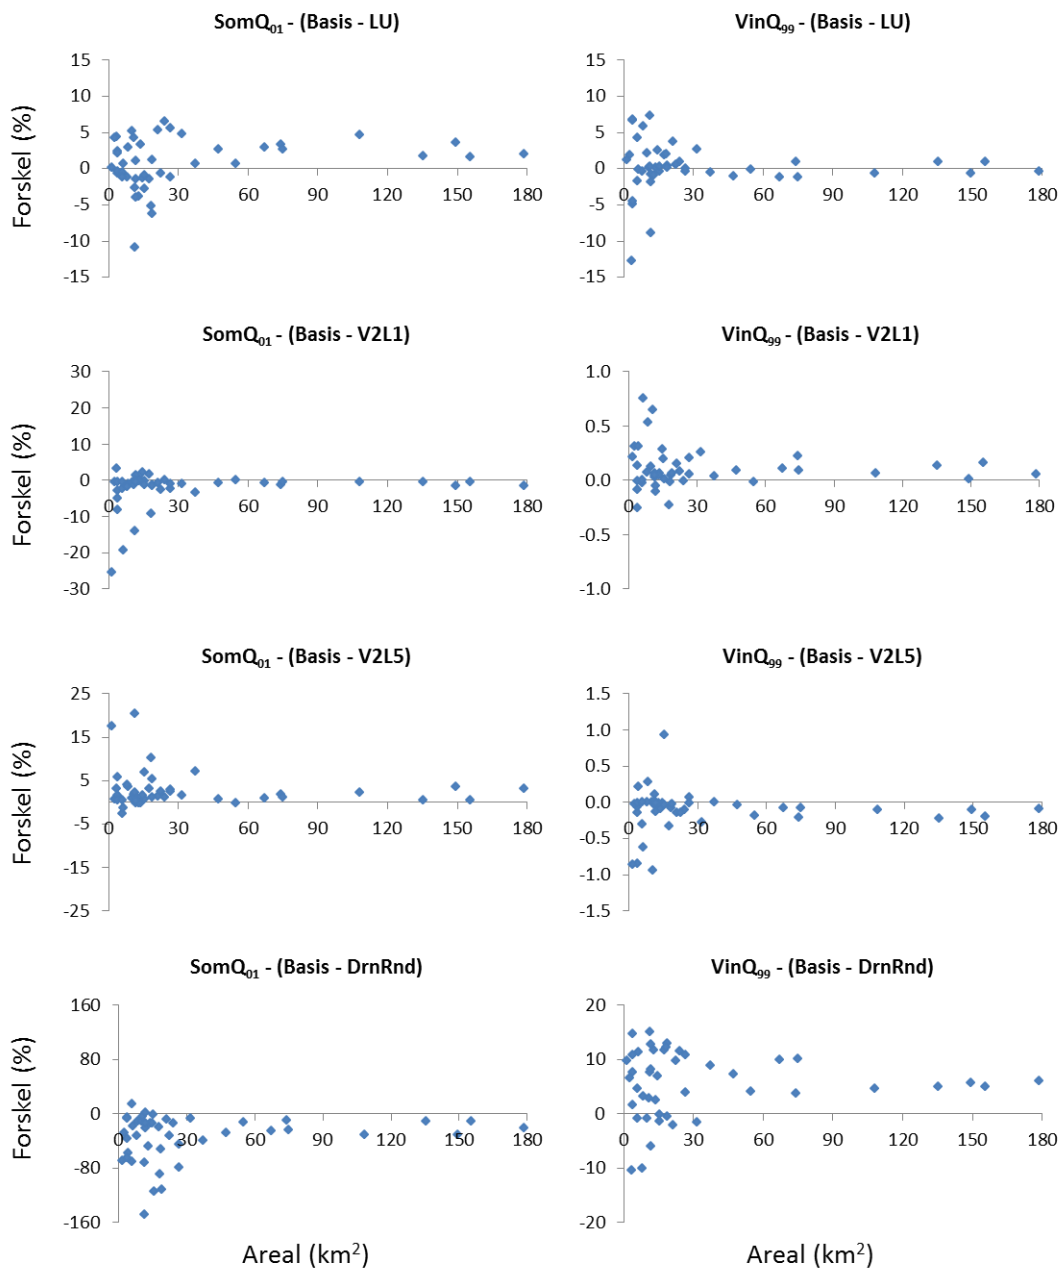 SomQ01 - (Basis - LU)
Forskel (%)
15
10
5
0
-5
-10
-15
0 30 60 90 120 150 180
VinQ99 - (Basis - LU)
15
10
5
0
-5
-10
-15
0 30 60 90 120 150 180
SomQ01 - (Basis - V2L1)
Forskel (%)
30
20
10
0
-10
-20
-30
0 30 60 90 120 150 180
VinQ99 - (Basis - V2L1)
1.0
0.5
0.0
-0.5
-1.0
0 30 60 90 120 150 180
SomQ01 - (Basis - V2L5)
Forskel (%)
25
15
5
-5
-15
-25
0 30 60 90 120 150 180
VinQ99 - (Basis - V2L5)
1.5
1.0
0.5
0.0
-0.5
-1.0
-1.5
0 30 60 90 120 150 180
SomQ01 - (Basis - DrnRnd)
Forskel (%)
160
80
0
-80
-160
0 30 60 90 120 150 180
Areal (km²)
VinQ99 - (Basis - DrnRnd)
20
10
0
-10
-20
0 30 60 90 120 150 180
Areal (km²)